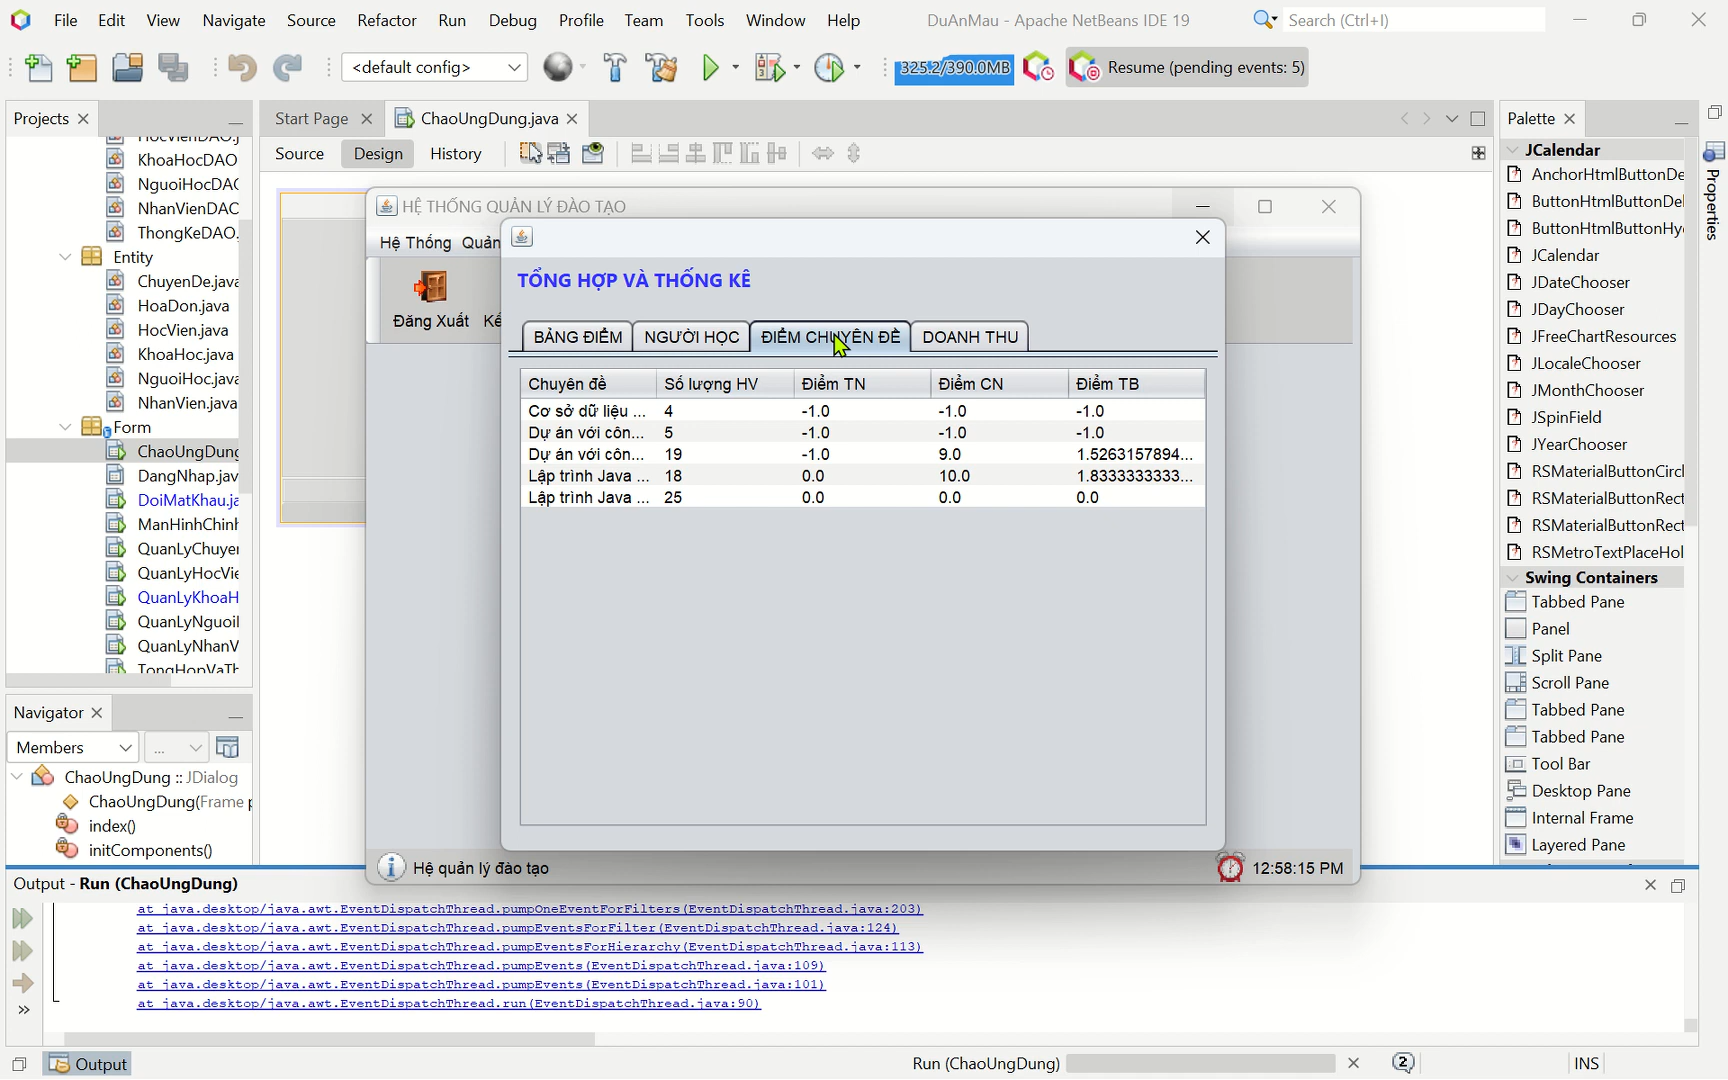 File Edit View Navigate Source Refactor Run Debug Profile Team Tools Window Help
DuAnMau - Apache NetBeans IDE 19
Search (Ctrl+I)
<default config>
325.2/390.0MB
Resume (pending events: 5)
Projects
KhoaHocDAO
NguoiHocDAO
NhanVienDAC
ThongKeDAO.
Entity
ChuyenDe.java
HoaDon.java
HocVien.java
KhoaHoc.java
NguoiHoc.java
NhanVien.java
Form
ChaoUngDung
DangNhap.jav
DoiMatKhau.ja
ManHinhChinh
QuanLyChuyen
QuanLyHocVie
QuanLyKhoaH
QuanLyNguoiI
QuanLyNhanV
TongHopVaTh
Navigator
Members
...
ChaoUngDung :: JDialog
ChaoUngDung(Frame p
index()
initComponents()
Start Page
ChaoUngDung.java
Source Design History
HỆ THỐNG QUẢN LÝ ĐÀO TẠO
Hệ Thống Quản
Đăng Xuất Kế
TỔNG HỢP VÀ THỐNG KÊ
BẢNG ĐIỂM NGƯỜI HỌC ĐIỂM CHUYÊN ĐỀ DOANH THU
Chuyên đề Số lượng HV Điểm TN Điểm CN Điểm TB
Cơ sở dữ liệu ... 4 -1.0 -1.0 -1.0
Dự án với côn... 5 -1.0 -1.0 -1.0
Dự án với côn... 19 -1.0 9.0 1.5263157894...
Lập trình Java ... 18 0.0 10.0 1.8333333333...
Lập trình Java ... 25 0.0 0.0 0.0
Hệ quản lý đào tạo
12:58:15 PM
Palette
JCalendar
AnchorHtmlButtonDe
ButtonHtmlButtonDel
ButtonHtmlButtonHy
JCalendar
JDateChooser
JDayChooser
JFreeChartResources
JLocaleChooser
JMonthChooser
JSpinField
JYearChooser
RSMaterialButtonCircl
RSMaterialButtonRect
RSMaterialButtonRect
RSMetroTextPlaceHol
Swing Containers
Tabbed Pane
Panel
Split Pane
Scroll Pane
Tabbed Pane
Tabbed Pane
Tool Bar
Desktop Pane
Internal Frame
Layered Pane
Properties
Output - Run (ChaoUngDung)
at java.desktop/java.awt.EventDispatchThread.pumpOneEventForFilters(EventDispatchThread.java:203)
at java.desktop/java.awt.EventDispatchThread.pumpEventsForFilter(EventDispatchThread.java:124)
at java.desktop/java.awt.EventDispatchThread.pumpEventsForHierarchy(EventDispatchThread.java:113)
at java.desktop/java.awt.EventDispatchThread.pumpEvents(EventDispatchThread.java:109)
at java.desktop/java.awt.EventDispatchThread.pumpEvents(EventDispatchThread.java:101)
at java.desktop/java.awt.EventDispatchThread.run(EventDispatchThread.java:90)
Output
Run (ChaoUngDung)
2
INS